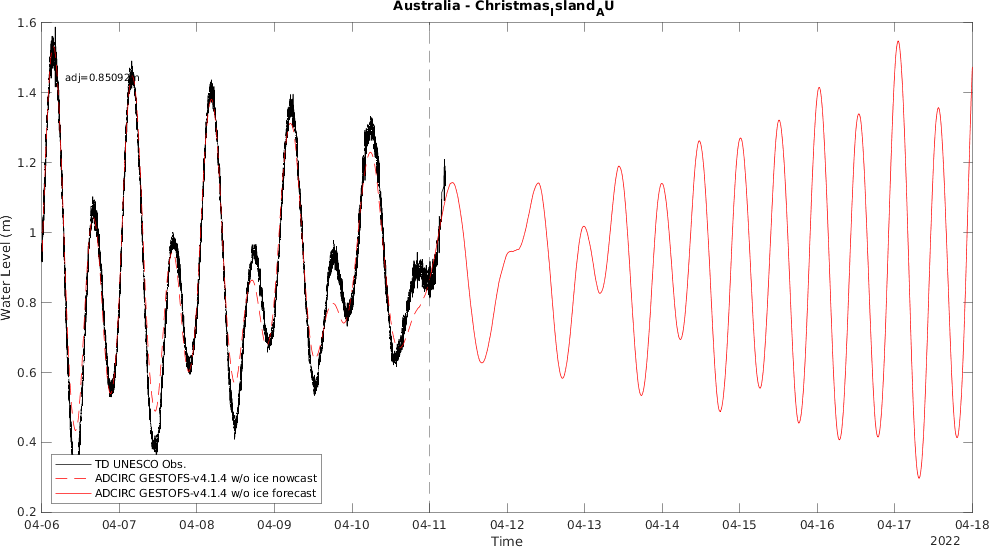 Australia - Christmas_Island_AU
1.6
1.4
1.2
1
0.8
0.6
0.4
0.2
Water Level (m)
adj=0.85092m
TD UNESCO Obs.
ADCIRC GESTOFS-v4.1.4 w/o ice nowcast
ADCIRC GESTOFS-v4.1.4 w/o ice forecast
04-06 04-07 04-08 04-09 04-10 04-11 04-12 04-13 04-14 04-15 04-16 04-17 04-18
Time
2022